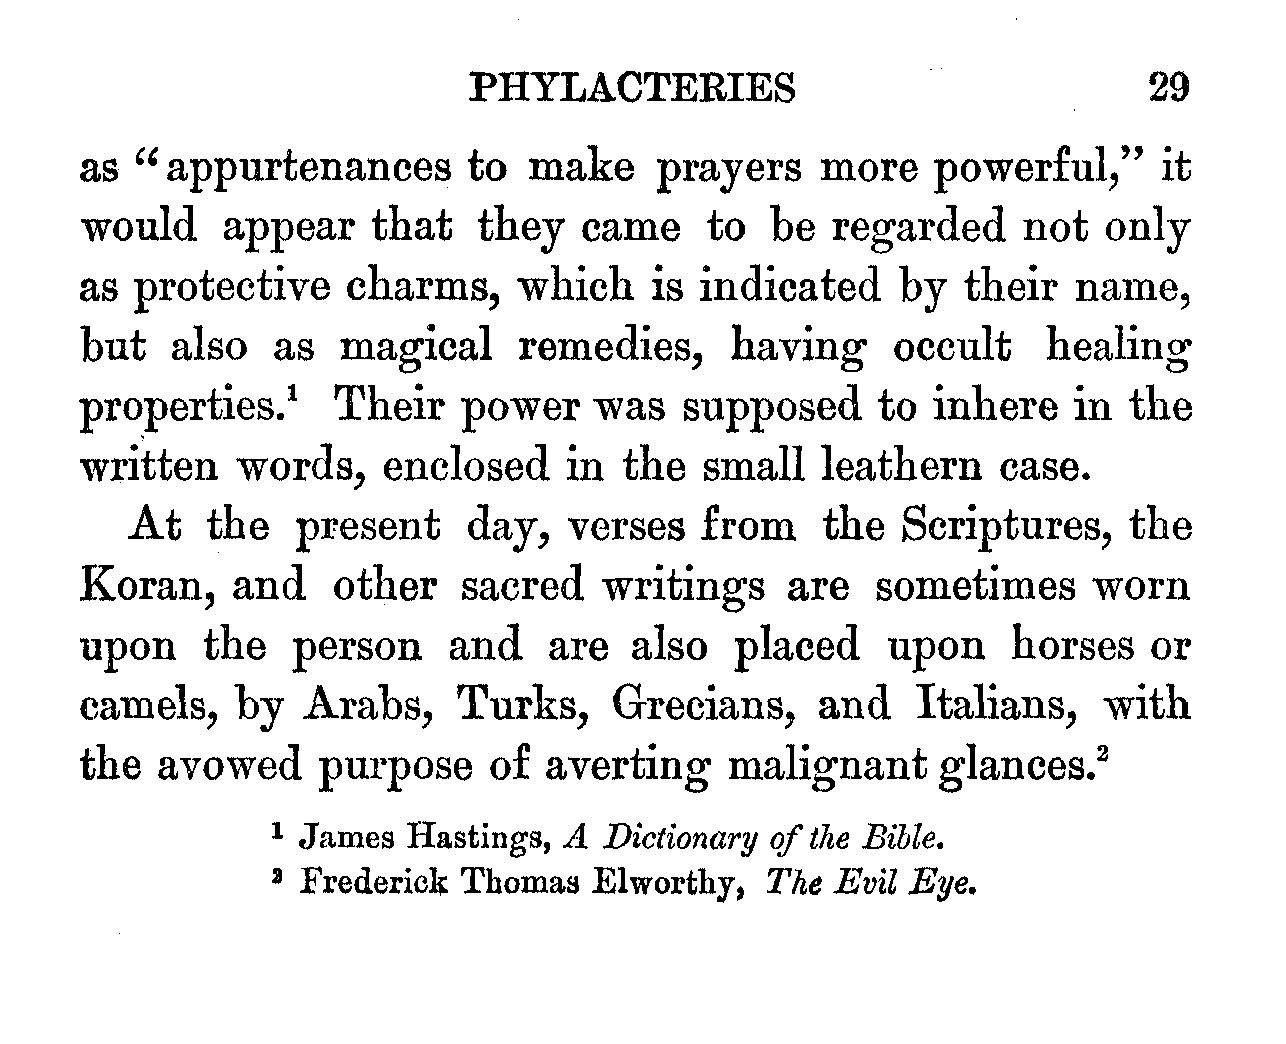 PHYLACTERIES 29
as “appurtenances to make prayers more powerful,” it
would appear that they came to be regarded not only
as protective charms, which is indicated by their name,
but also as magical remedies, having occult healing
properties.¹ Their power was supposed to inhere in the
written words, enclosed in the small leathern case.
At the present day, verses from the Scriptures, the
Koran, and other sacred writings are sometimes worn
upon the person and are also placed upon horses or
camels, by Arabs, Turks, Grecians, and Italians, with
the avowed purpose of averting malignant glances.²
¹ James Hastings, A Dictionary of the Bible.
² Frederick Thomas Elworthy, The Evil Eye.